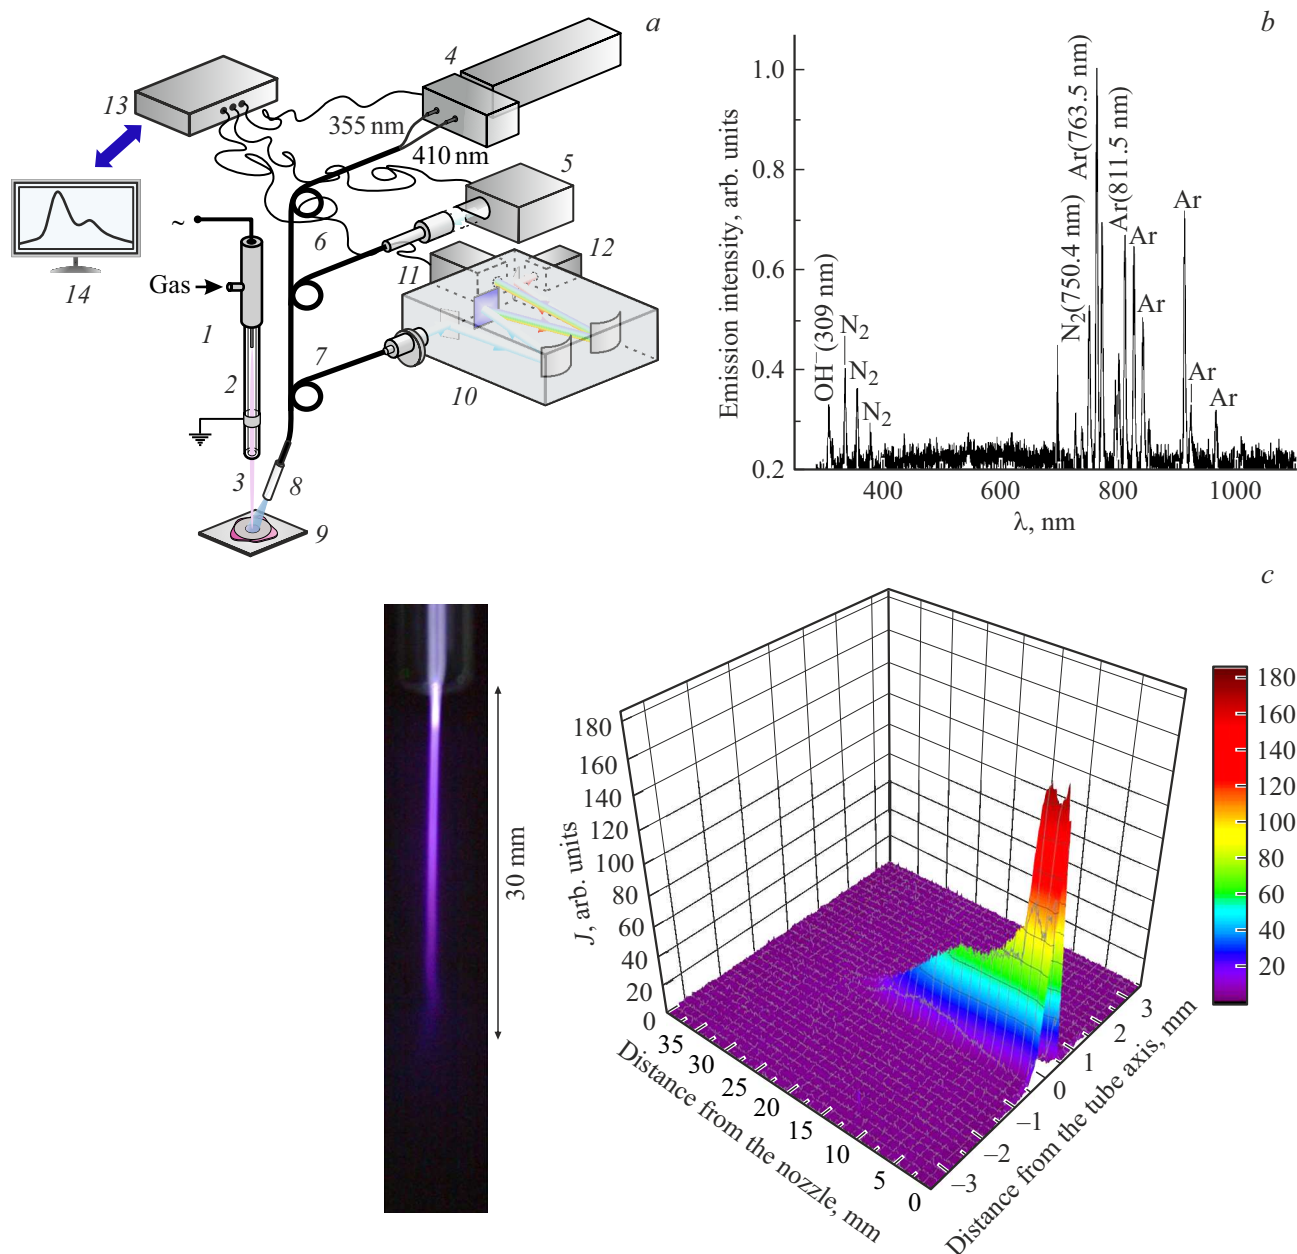 a
4
13
355 nm
410 nm
5
~
6
12
11
Gas
14
1
7
2
10
3
8
9
b
Emission intensity, arb. units
1.0
0.8
0.6
0.4
0.2
OH⁻ (309 nm)
N₂
N₂
N₂
N₂(750.4 nm)
Ar(763.5 nm)
Ar(811.5 nm)
Ar
Ar
Ar
Ar
Ar
400
600
800
1000
λ, nm
c
30 mm
J, arb. units
180
160
140
120
100
80
60
40
20
0
35
30
25
20
15
10
5
0
Distance from the nozzle, mm
–3
–2
–1
0
1
2
3
Distance from the tube axis, mm
180
160
140
120
100
80
60
40
20